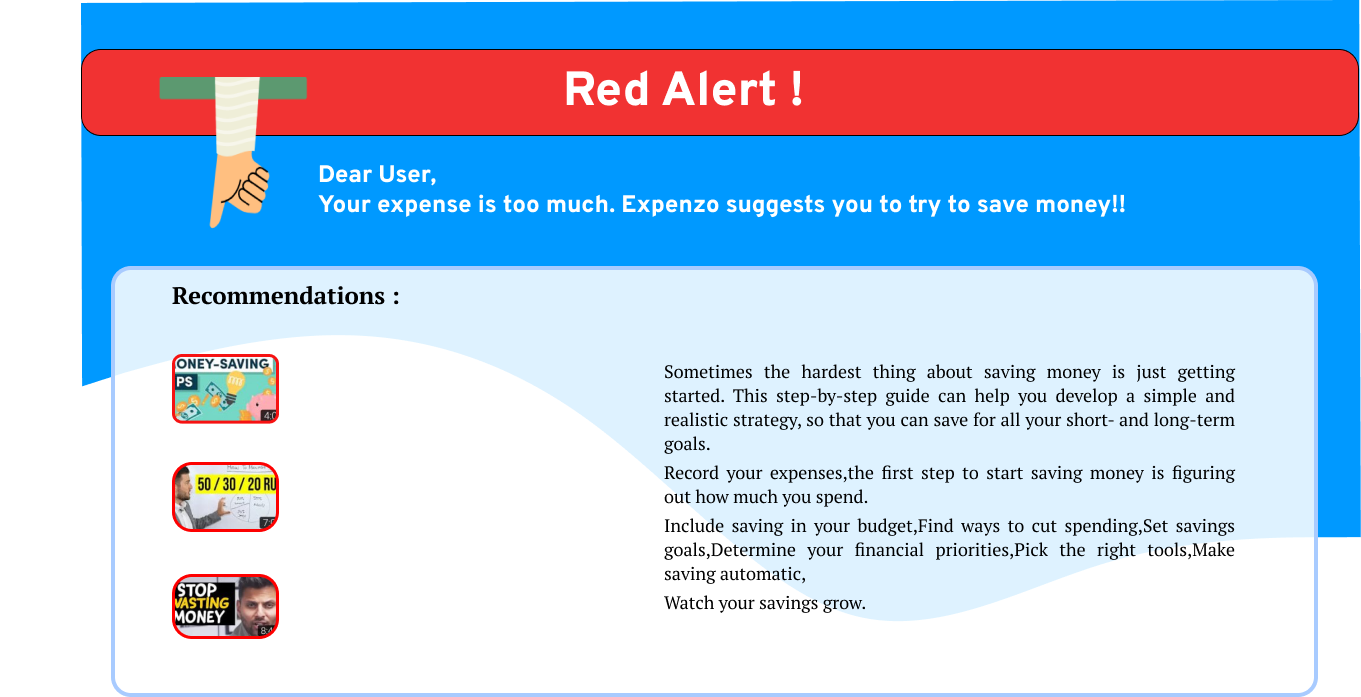 Red Alert !
Dear User,
Your expense is too much. Expenzo suggests you to try to save money!!
Recommendations :
ONEY-SAVING
PS
4:0
50 / 30 / 20 RU
7:0
STOP
WASTING
MONEY
8:4
Sometimes the hardest thing about saving money is just getting
started. This step-by-step guide can help you develop a simple and
realistic strategy, so that you can save for all your short- and long-term
goals.
Record your expenses,the first step to start saving money is figuring
out how much you spend.
Include saving in your budget,Find ways to cut spending,Set savings
goals,Determine your financial priorities,Pick the right tools,Make
saving automatic,
Watch your savings grow.